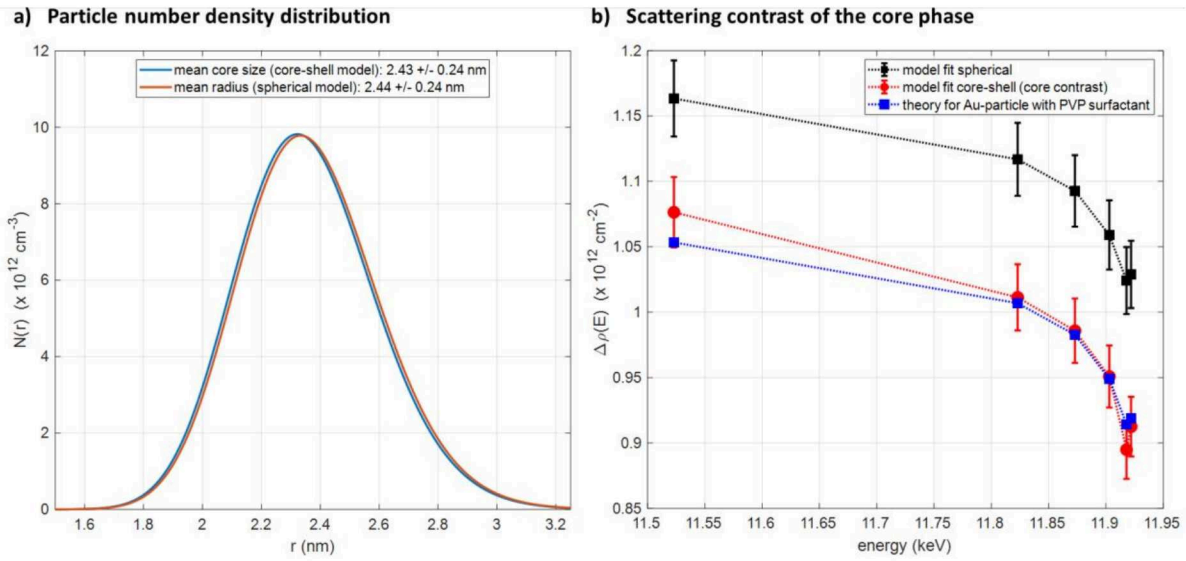 a) Particle number density distribution
12
10
8
6
4
2
0
N(r) (x 10^12 cm^-3)
mean core size (core-shell model): 2.43 +/- 0.24 nm
mean radius (spherical model): 2.44 +/- 0.24 nm
1.6 1.8 2 2.2 2.4 2.6 2.8 3 3.2
r (nm)
b) Scattering contrast of the core phase
1.2
1.15
1.1
1.05
1
0.95
0.9
0.85
Δρ(E) (x 10^12 cm^-2)
model fit spherical
model fit core-shell (core contrast)
theory for Au-particle with PVP surfactant
11.5 11.55 11.6 11.65 11.7 11.75 11.8 11.85 11.9 11.95
energy (keV)